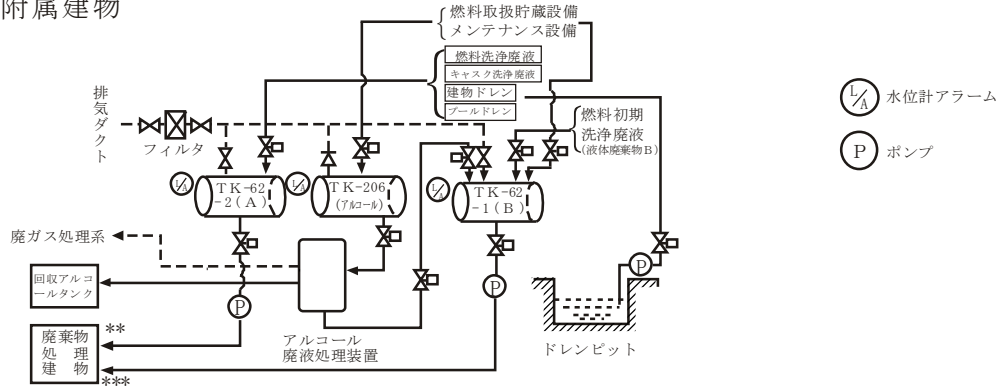 附属建物
燃料取扱貯蔵設備
メンテナンス設備
燃料洗浄廃液
キャスク洗浄廃液
建物ドレン
プールドレン
排気ダクト
フィルタ
燃料初期
洗浄廃液
(液体廃棄物B)
L/A
水位計アラーム
P
ポンプ
L/A
TK-62
-2(A)
L/A
TK-206
(アルコール)
L/A
TK-62
-1(B)
廃ガス処理系
回収アルコ
ールタンク
P
P
P
廃棄物
処理
建物
**
***
アルコール
廃液処理装置
ドレンピット